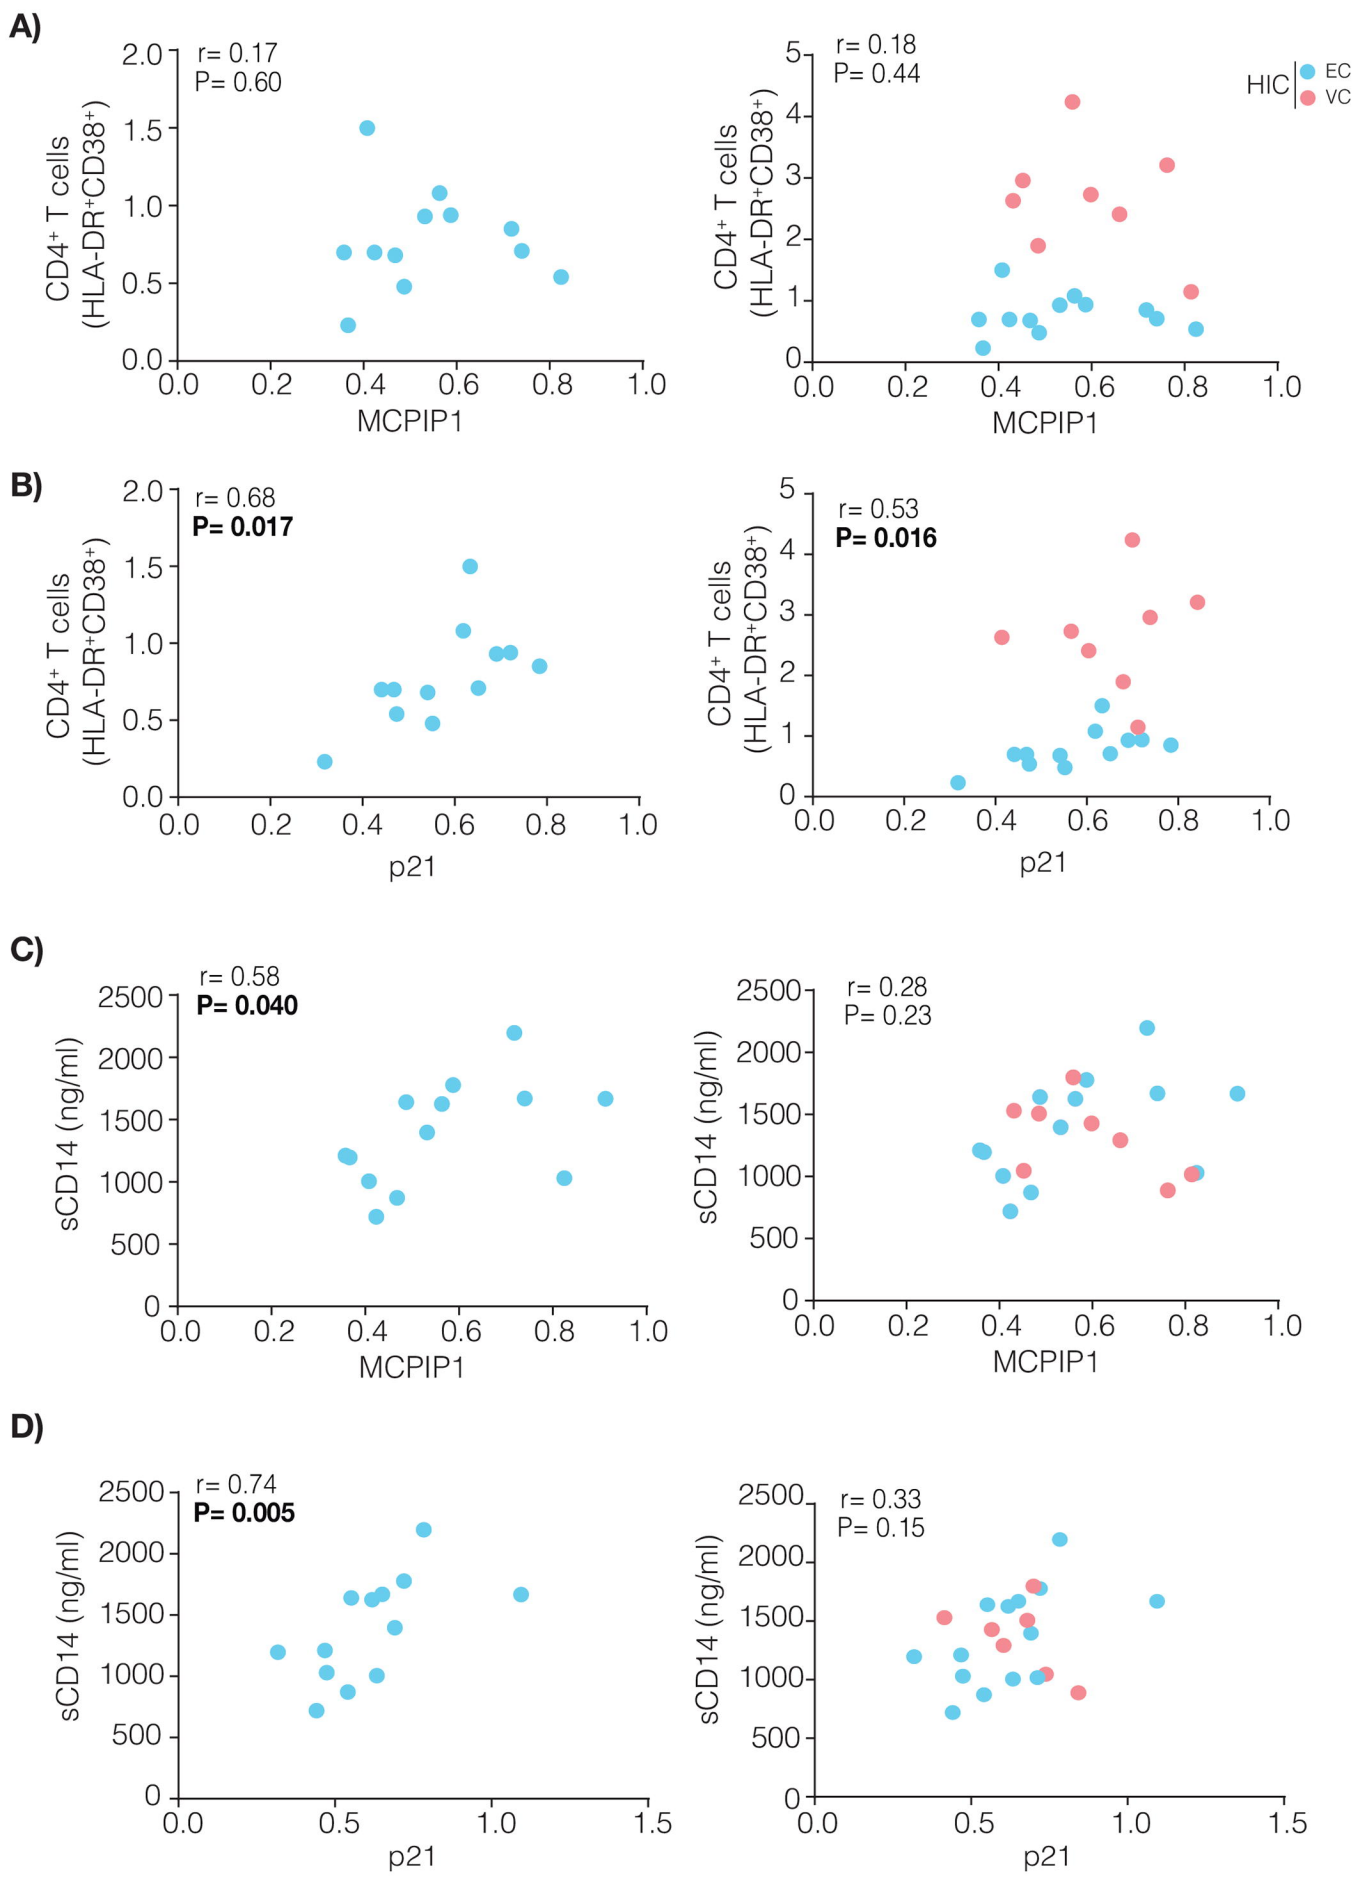 A)
r= 0.17
P= 0.60
2.0
1.5
1.0
0.5
0.0
CD4⁺ T cells
(HLA-DR⁺CD38⁺)
0.0 0.2 0.4 0.6 0.8 1.0
MCPIP1
r= 0.18
P= 0.44
5
4
3
2
1
0
CD4⁺ T cells
(HLA-DR⁺CD38⁺)
0.0 0.2 0.4 0.6 0.8 1.0
MCPIP1
HIC
EC
VC
B)
r= 0.68
P= 0.017
2.0
1.5
1.0
0.5
0.0
CD4⁺ T cells
(HLA-DR⁺CD38⁺)
0.0 0.2 0.4 0.6 0.8 1.0
p21
r= 0.53
P= 0.016
5
4
3
2
1
0
CD4⁺ T cells
(HLA-DR⁺CD38⁺)
0.0 0.2 0.4 0.6 0.8 1.0
p21
C)
r= 0.58
P= 0.040
2500
2000
1500
1000
500
0
sCD14 (ng/ml)
0.0 0.2 0.4 0.6 0.8 1.0
MCPIP1
r= 0.28
P= 0.23
2500
2000
1500
1000
500
0
sCD14 (ng/ml)
0.0 0.2 0.4 0.6 0.8 1.0
MCPIP1
D)
r= 0.74
P= 0.005
2500
2000
1500
1000
500
0
sCD14 (ng/ml)
0.0 0.5 1.0 1.5
p21
r= 0.33
P= 0.15
2500
2000
1500
1000
500
0
sCD14 (ng/ml)
0.0 0.5 1.0 1.5
p21